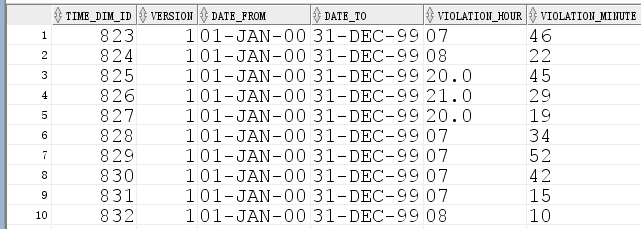 TIME_DIM_ID VERSION DATE_FROM DATE_TO VIOLATION_HOUR VIOLATION_MINUTE
1 823 1 01-JAN-00 31-DEC-99 07 46
2 824 1 01-JAN-00 31-DEC-99 08 22
3 825 1 01-JAN-00 31-DEC-99 20.0 45
4 826 1 01-JAN-00 31-DEC-99 21.0 29
5 827 1 01-JAN-00 31-DEC-99 20.0 19
6 828 1 01-JAN-00 31-DEC-99 07 34
7 829 1 01-JAN-00 31-DEC-99 07 52
8 830 1 01-JAN-00 31-DEC-99 07 42
9 831 1 01-JAN-00 31-DEC-99 07 15
10 832 1 01-JAN-00 31-DEC-99 08 10